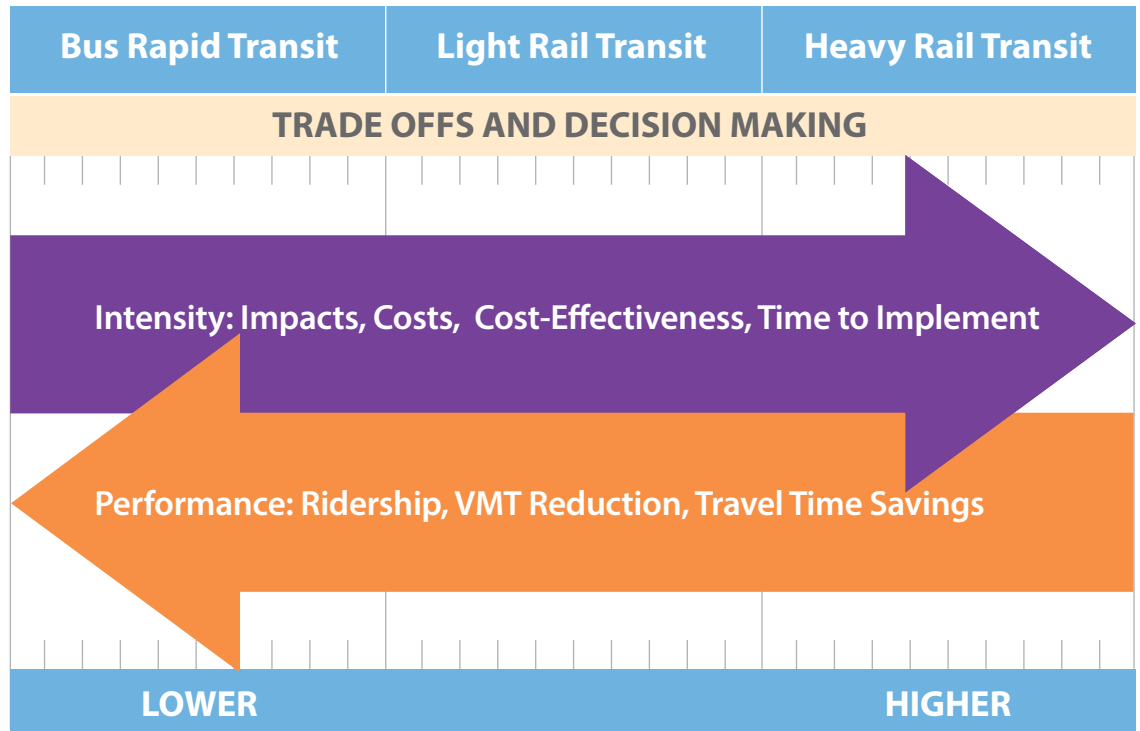 Bus Rapid Transit
Light Rail Transit
Heavy Rail Transit
TRADE OFFS AND DECISION MAKING
Intensity: Impacts, Costs, Cost-Effectiveness, Time to Implement
Performance: Ridership, VMT Reduction, Travel Time Savings
LOWER
HIGHER